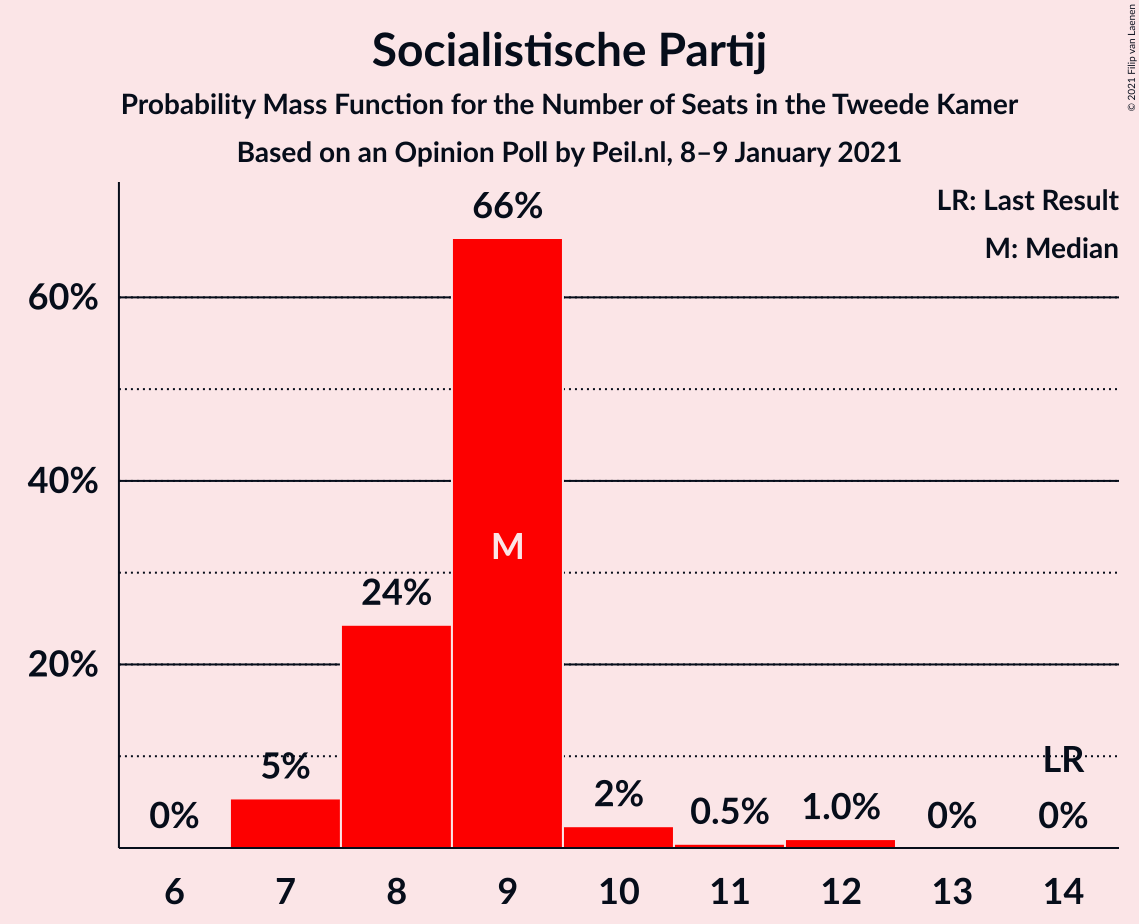 Socialistische Partij
Probability Mass Function for the Number of Seats in the Tweede Kamer
Based on an Opinion Poll by Peil.nl, 8–9 January 2021
© 2021 Filip van Laenen
LR: Last Result
M: Median
60%
40%
20%
0%
5%
24%
66%
M
2%
0.5%
1.0%
0%
LR
0%
6 7 8 9 10 11 12 13 14